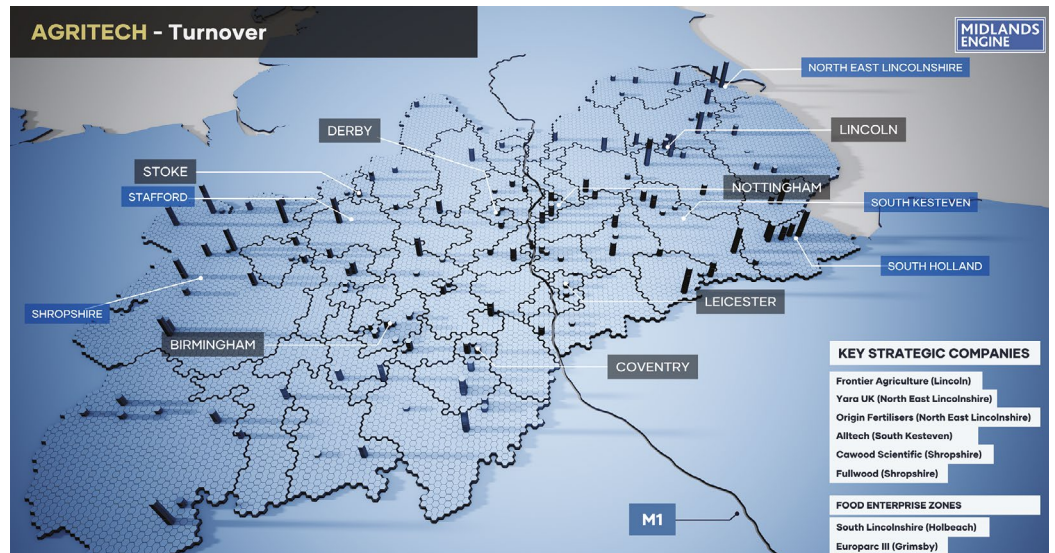 AGRITECH - Turnover
MIDLANDS
ENGINE
NORTH EAST LINCOLNSHIRE
DERBY
LINCOLN
STOKE
NOTTINGHAM
STAFFORD
SOUTH KESTEVEN
SOUTH HOLLAND
LEICESTER
SHROPSHIRE
BIRMINGHAM
COVENTRY
KEY STRATEGIC COMPANIES
Frontier Agriculture (Lincoln)
Yara UK (North East Lincolnshire)
Origin Fertilisers (North East Lincolnshire)
Alltech (South Kesteven)
Cawood Scientific (Shropshire)
Fullwood (Shropshire)
FOOD ENTERPRISE ZONES
M1
South Lincolnshire (Holbeach)
Europarc III (Grimsby)